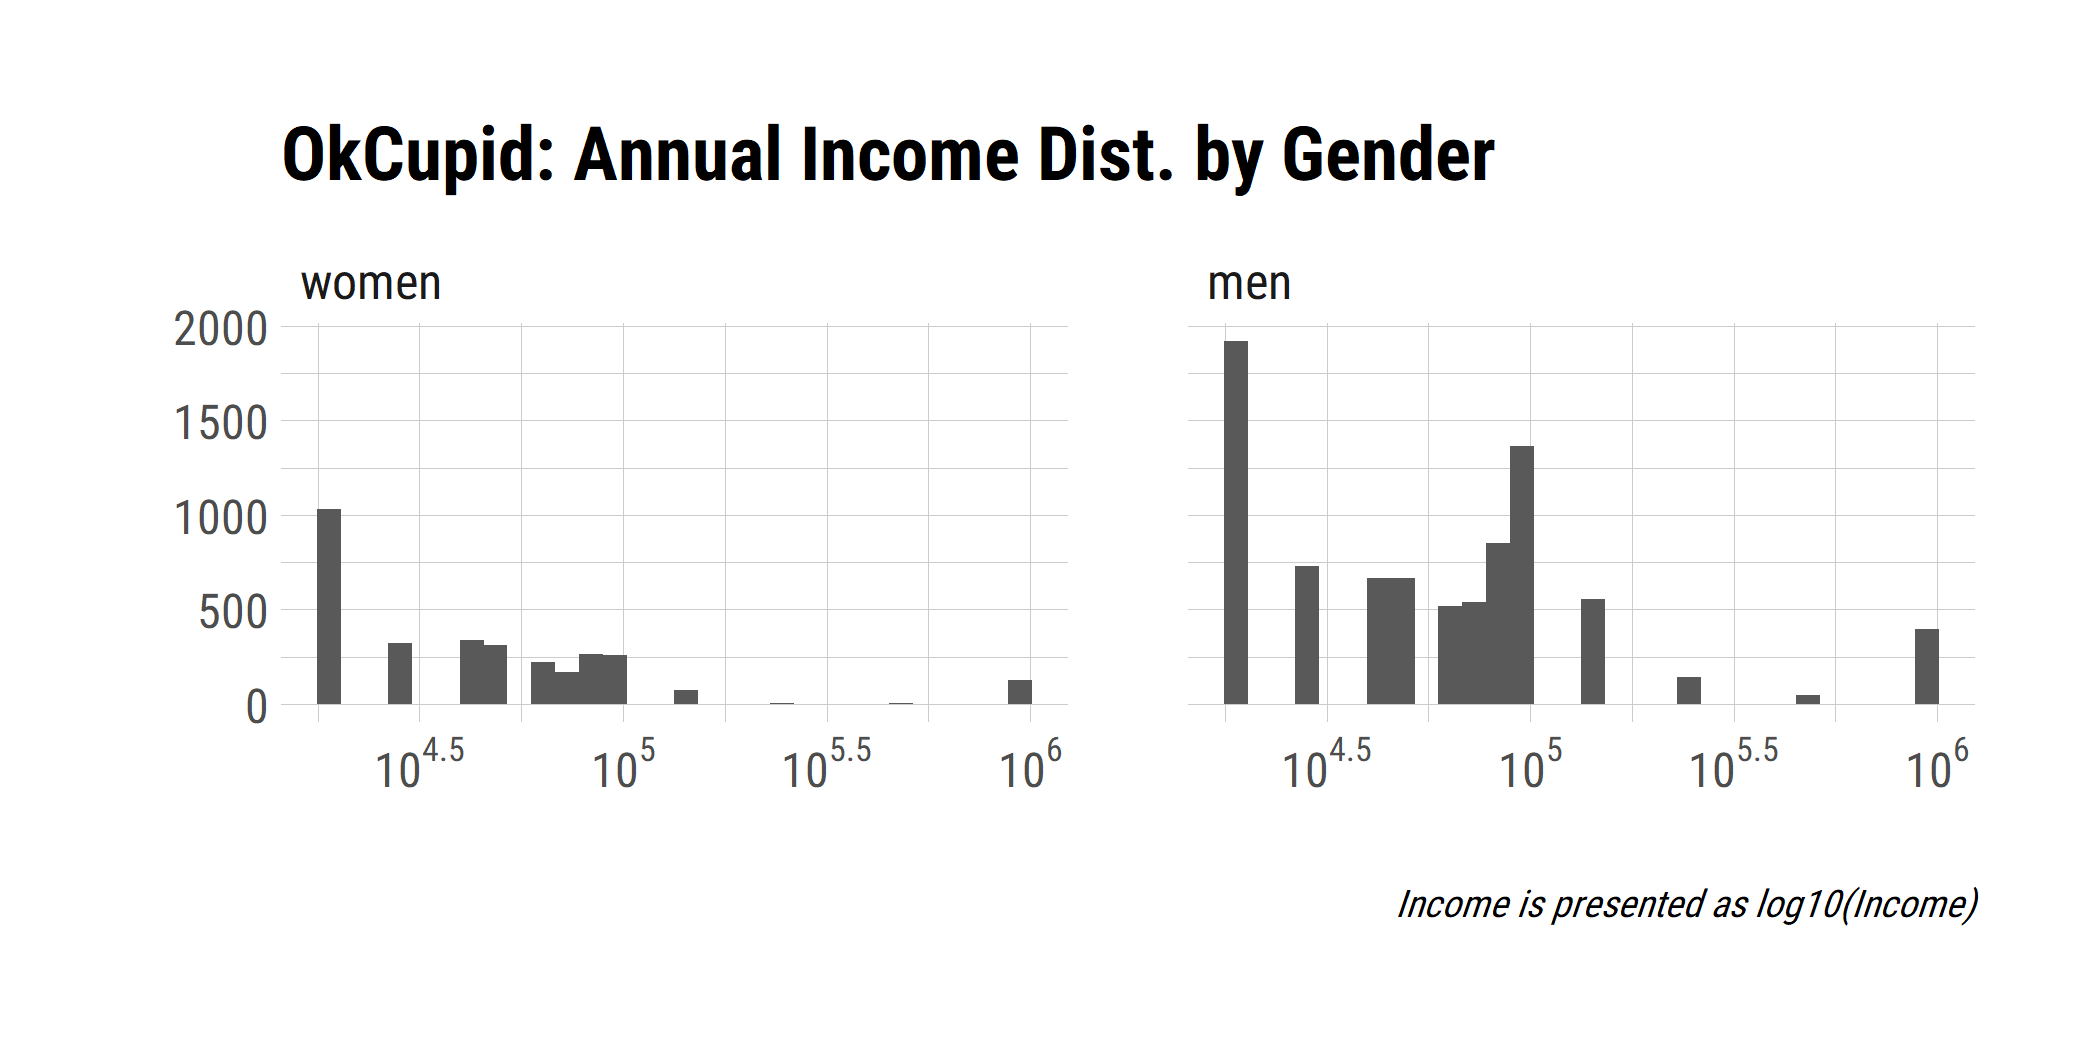 OkCupid: Annual Income Dist. by Gender
women
men
2000
1500
1000
500
0
10^4.5 10^5 10^5.5 10^6
10^4.5 10^5 10^5.5 10^6
Income is presented as log10(Income)